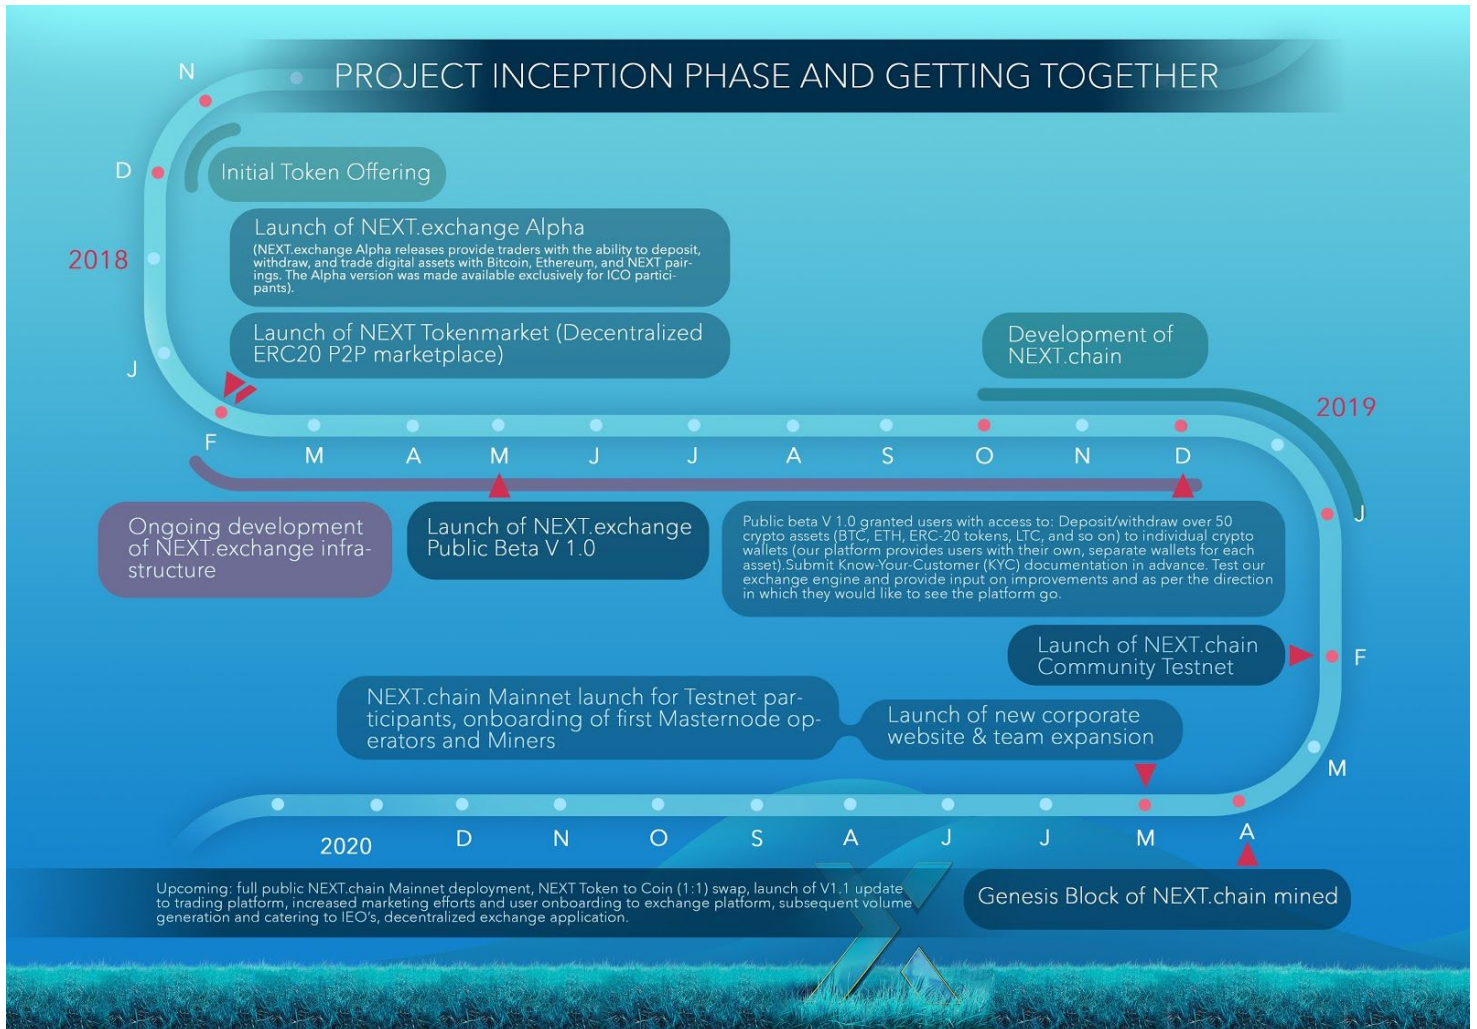 PROJECT INCEPTION PHASE AND GETTING TOGETHER
N
D
Initial Token Offering
Launch of NEXT.exchange Alpha
(NEXT.exchange Alpha releases provide traders with the ability to deposit,
withdraw, and trade digital assets with Bitcoin, Ethereum, and NEXT pair-
ings. The Alpha version was made available exclusively for ICO partici-
pants).
2018
Launch of NEXT Tokenmarket (Decentralized
ERC20 P2P marketplace)
J
Development of
NEXT.chain
2019
F
M A M J J A S O N D
Ongoing development
of NEXT.exchange infra-
structure
Launch of NEXT.exchange
Public Beta V 1.0
Public beta V 1.0 granted users with access to: Deposit/withdraw over 50
crypto assets (BTC, ETH, ERC-20 tokens, LTC, and so on) to individual crypto
wallets (our platform provides users with their own, separate wallets for each
asset).Submit Know-Your-Customer (KYC) documentation in advance. Test our
exchange engine and provide input on improvements and as per the direction
in which they would like to see the platform go.
J
Launch of NEXT.chain
Community Testnet
F
NEXT.chain Mainnet launch for Testnet par-
ticipants, onboarding of first Masternode op-
erators and Miners
Launch of new corporate
website & team expansion
M
2020 D N O S A J J M A
Upcoming: full public NEXT.chain Mainnet deployment, NEXT Token to Coin (1:1) swap, launch of V1.1 update
to trading platform, increased marketing efforts and user onboarding to exchange platform, subsequent volume
generation and catering to IEO's, decentralized exchange application.
Genesis Block of NEXT.chain mined